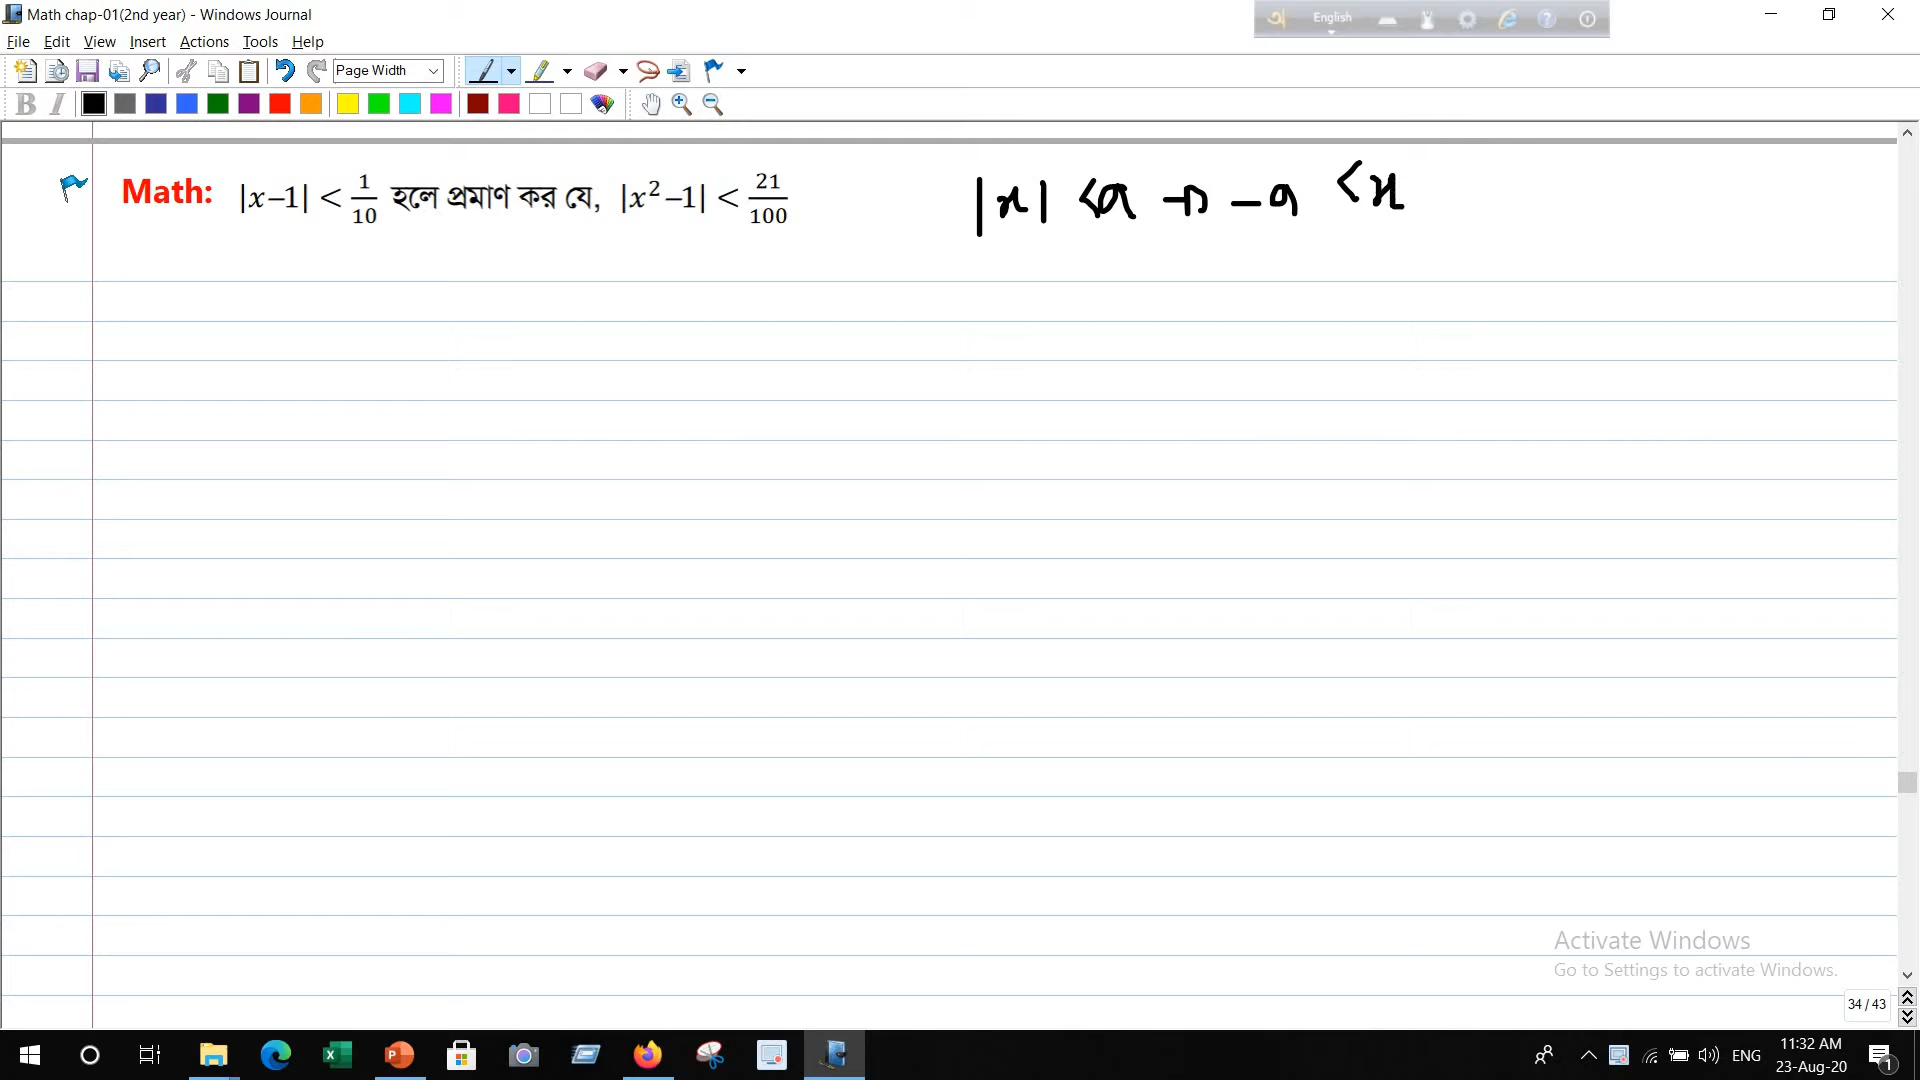 Math chap-01(2nd year) - Windows Journal
English
File Edit View Insert Actions Tools Help
Page Width
B I
Math: |x–1| < 1/10 হলে প্রমাণ কর যে, |x²–1| < 21/100
|x| < a → –a < x
Activate Windows
Go to Settings to activate Windows.
34 / 43
ENG
11:32 AM
23-Aug-20
1